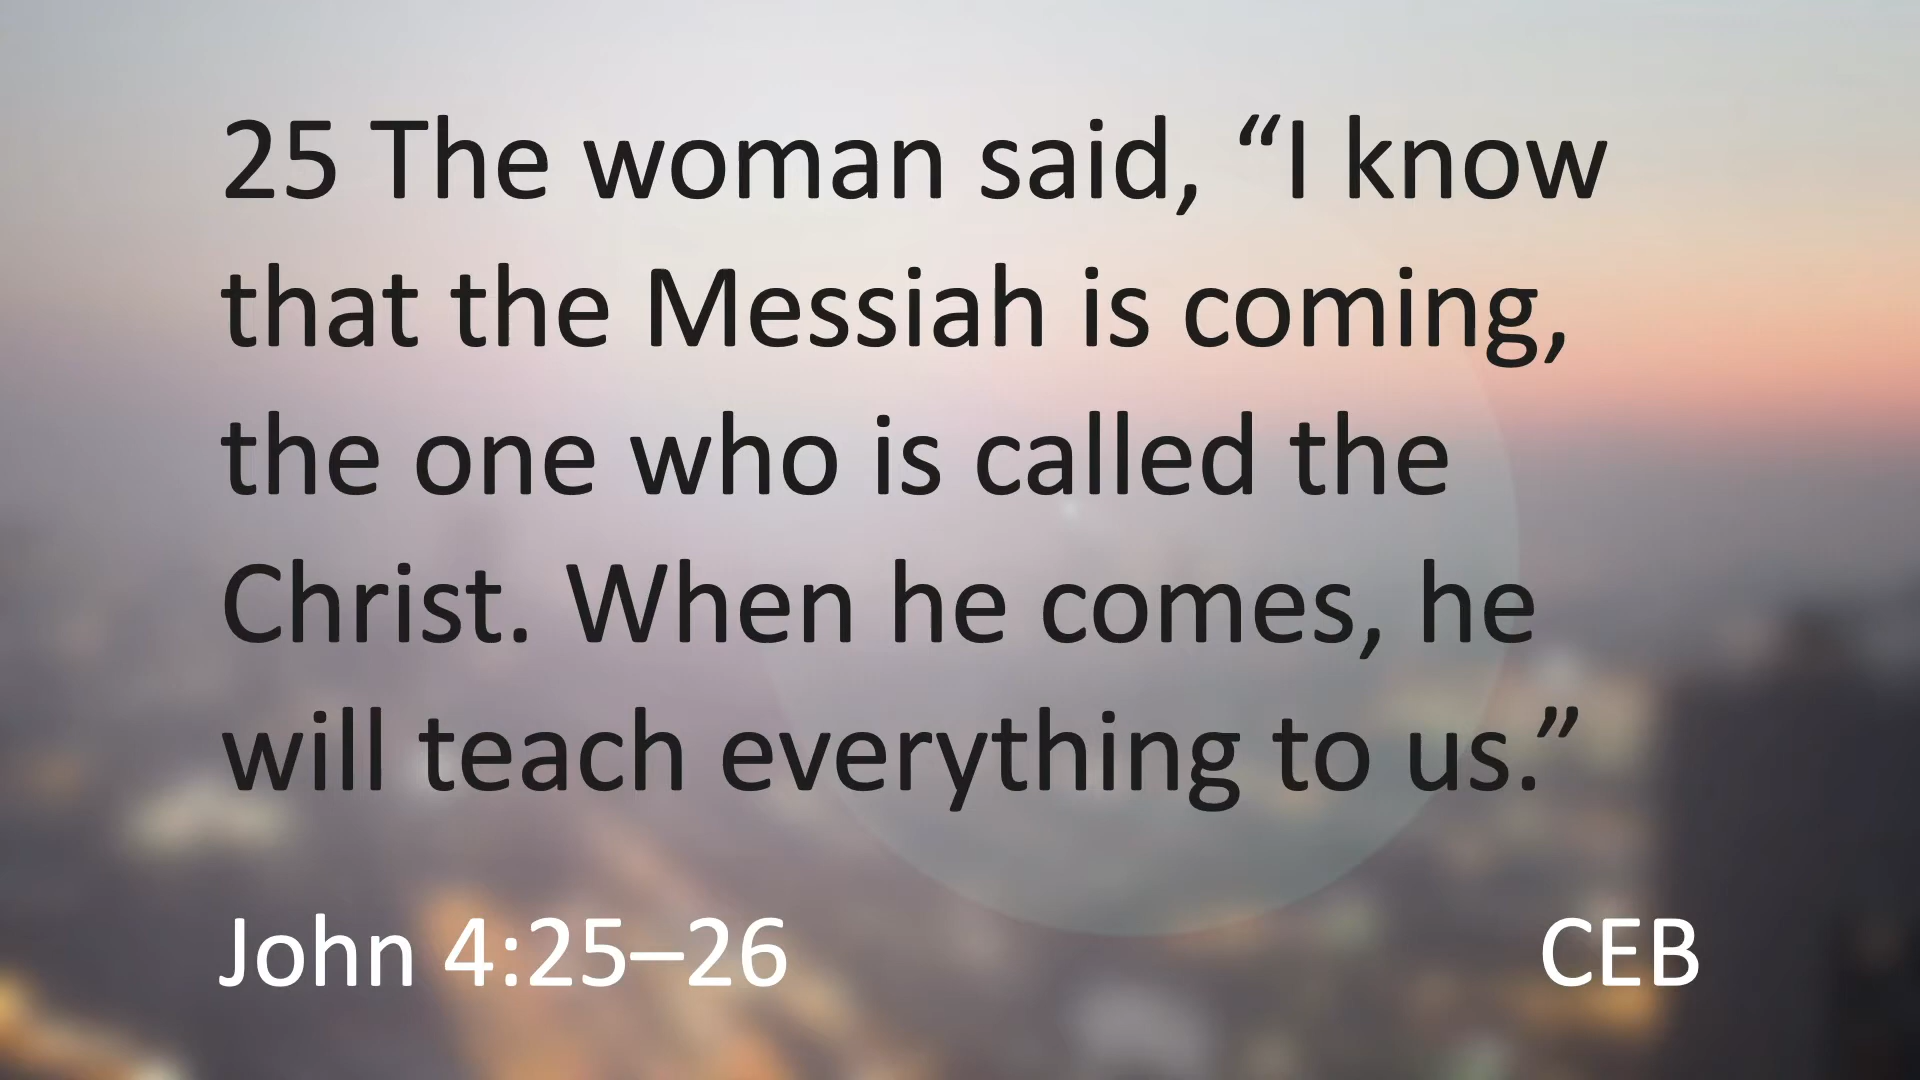 25 The woman said, “I know
that the Messiah is coming,
the one who is called the
Christ. When he comes, he
will teach everything to us.”
John 4:25–26 CEB